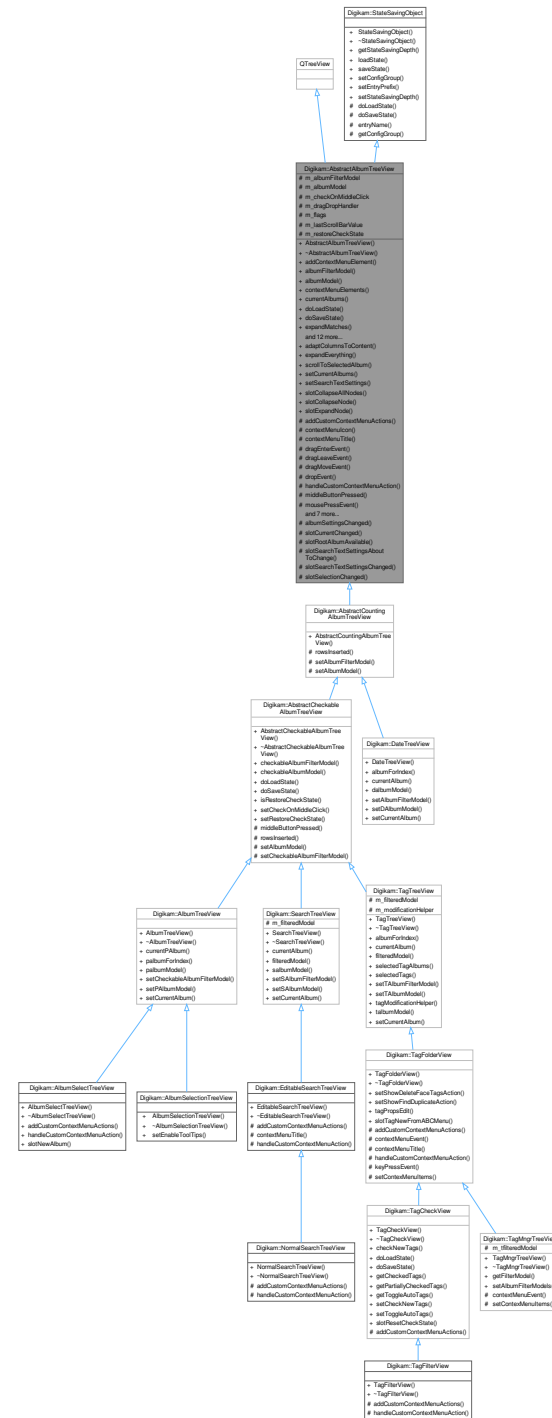 Digikam::StateSavingObject
+ StateSavingObject()
+ ~StateSavingObject()
+ getStateSavingDepth()
+ loadState()
+ saveState()
+ setConfigGroup()
+ setEntryPrefix()
+ setStateSavingDepth()
# doLoadState()
# doSaveState()
# entryName()
# getConfigGroup()
QTreeView
Digikam::AbstractAlbumTreeView
# m_albumFilterModel
# m_albumModel
# m_checkOnMiddleClick
# m_dragDropHandler
# m_flags
# m_lastScrollBarValue
# m_restoreCheckState
+ AbstractAlbumTreeView()
+ ~AbstractAlbumTreeView()
+ addContextMenuElement()
+ albumFilterModel()
+ albumModel()
+ contextMenuElements()
+ currentAlbums()
+ doLoadState()
+ doSaveState()
+ expandMatches()
and 12 more...
+ adaptColumnsToContent()
+ expandEverything()
+ scrollToSelectedAlbum()
+ setCurrentAlbums()
+ setSearchTextSettings()
+ slotCollapseAllNodes()
+ slotCollapseNode()
+ slotExpandNode()
# addCustomContextMenuActions()
# contextMenuIcon()
# contextMenuTitle()
# dragEnterEvent()
# dragLeaveEvent()
# dragMoveEvent()
# dropEvent()
# handleCustomContextMenuAction()
# middleButtonPressed()
# mousePressEvent()
and 7 more...
# albumSettingsChanged()
# slotCurrentChanged()
# slotRootAlbumAvailable()
# slotSearchTextSettingsAbout
ToChange()
# slotSearchTextSettingsChanged()
# slotSelectionChanged()
Digikam::AbstractCounting
AlbumTreeView
+ AbstractCountingAlbumTree
View()
# rowsInserted()
# setAlbumFilterModel()
# setAlbumModel()
Digikam::AbstractCheckable
AlbumTreeView
+ AbstractCheckableAlbumTree
View()
+ ~AbstractCheckableAlbumTree
View()
+ checkableAlbumFilterModel()
+ checkableAlbumModel()
+ doLoadState()
+ doSaveState()
+ isRestoreCheckState()
+ setCheckOnMiddleClick()
+ setRestoreCheckState()
# middleButtonPressed()
# rowsInserted()
# setAlbumModel()
# setCheckableAlbumFilterModel()
Digikam::DateTreeView
+ DateTreeView()
+ albumForIndex()
+ currentAlbum()
+ dalbumModel()
+ setAlbumFilterModel()
+ setDAlbumModel()
+ setCurrentAlbum()
Digikam::AlbumTreeView
+ AlbumTreeView()
+ ~AlbumTreeView()
+ currentPAlbum()
+ palbumForIndex()
+ palbumModel()
+ setCheckableAlbumFilterModel()
+ setPAlbumModel()
+ setCurrentAlbum()
Digikam::SearchTreeView
# m_filteredModel
+ SearchTreeView()
+ ~SearchTreeView()
+ currentAlbum()
+ filteredModel()
+ salbumModel()
+ setSAlbumFilterModel()
+ setSAlbumModel()
+ setCurrentAlbum()
Digikam::TagTreeView
# m_filteredModel
# m_modificationHelper
+ TagTreeView()
+ ~TagTreeView()
+ albumForIndex()
+ currentAlbum()
+ filteredModel()
+ selectedTagAlbums()
+ selectedTags()
+ setTAlbumFilterModel()
+ setTAlbumModel()
+ tagModificationHelper()
+ talbumModel()
+ setCurrentAlbum()
Digikam::AlbumSelectTreeView
+ AlbumSelectTreeView()
+ ~AlbumSelectTreeView()
+ addCustomContextMenuActions()
+ handleCustomContextMenuAction()
+ slotNewAlbum()
Digikam::AlbumSelectionTreeView
+ AlbumSelectionTreeView()
+ ~AlbumSelectionTreeView()
+ setEnableToolTips()
Digikam::EditableSearchTreeView
+ EditableSearchTreeView()
+ ~EditableSearchTreeView()
# addCustomContextMenuActions()
# contextMenuTitle()
# handleCustomContextMenuAction()
Digikam::TagFolderView
+ TagFolderView()
+ ~TagFolderView()
+ setShowDeleteFaceTagsAction()
+ setShowFindDuplicateAction()
+ tagPropsEdit()
+ slotTagNewFromABCMenu()
# addCustomContextMenuActions()
# contextMenuEvent()
# contextMenuTitle()
# handleCustomContextMenuAction()
# keyPressEvent()
# setContexMenuItems()
Digikam::NormalSearchTreeView
+ NormalSearchTreeView()
+ ~NormalSearchTreeView()
# addCustomContextMenuActions()
# handleCustomContextMenuAction()
Digikam::TagCheckView
+ TagCheckView()
+ ~TagCheckView()
+ checkNewTags()
+ doLoadState()
+ doSaveState()
+ getCheckedTags()
+ getPartiallyCheckedTags()
+ getToggleAutoTags()
+ setCheckNewTags()
+ setToggleAutoTags()
+ slotResetCheckState()
# addCustomContextMenuActions()
Digikam::TagMngrTreeView
# m_tfilteredModel
+ TagMngrTreeView()
+ ~TagMngrTreeView()
+ getFilterModel()
+ setAlbumFilterModels()
# contextMenuEvent()
# setContexMenuItems()
Digikam::TagFilterView
+ TagFilterView()
+ ~TagFilterView()
# addCustomContextMenuActions()
# handleCustomContextMenuAction()